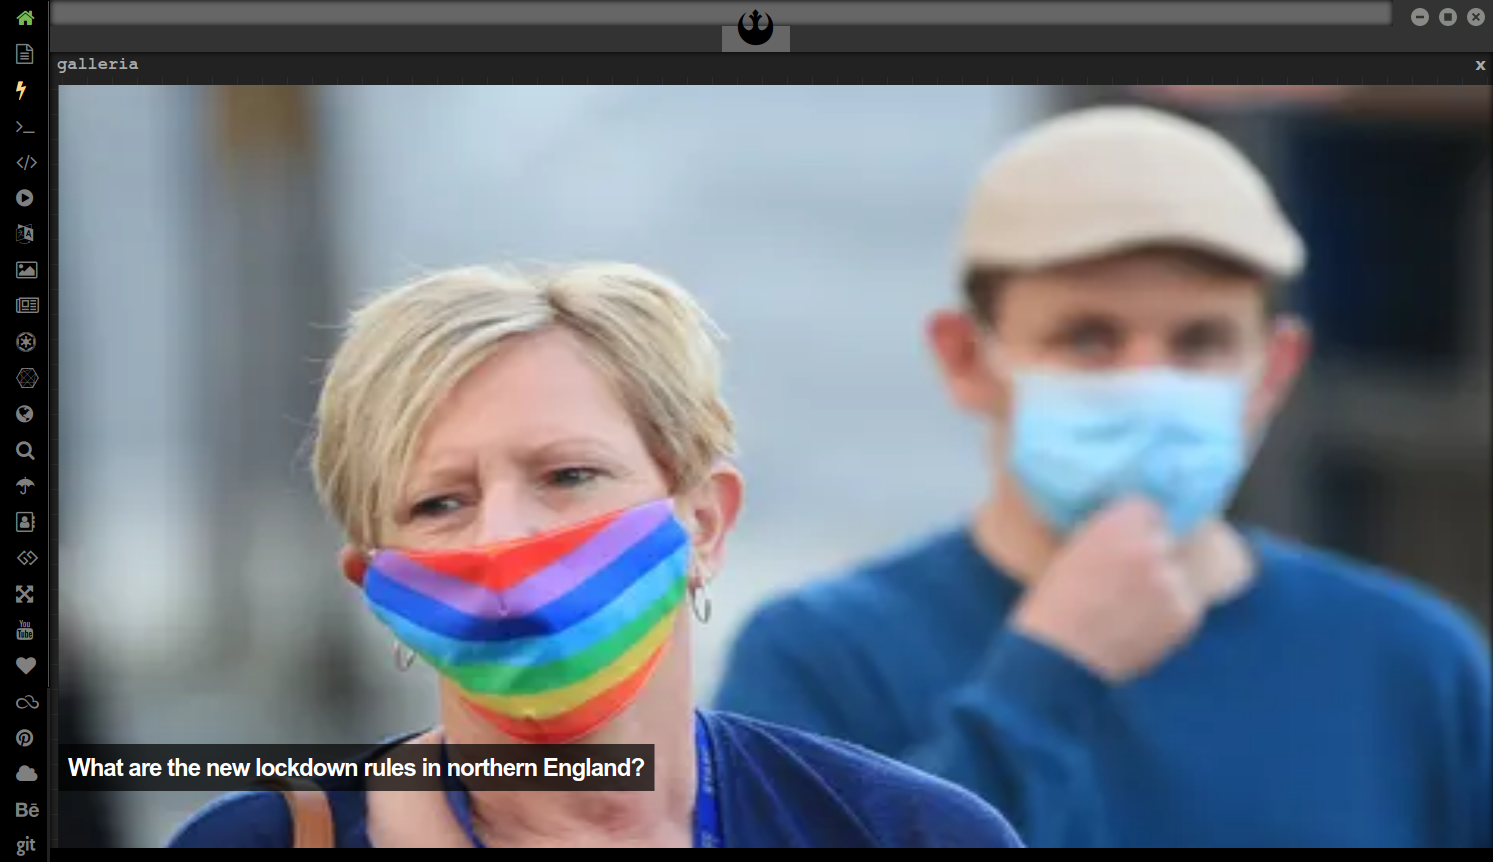 galleria
x
>_
</>
A
You
Tube
What are the new lockdown rules in northern England?
Bē
git